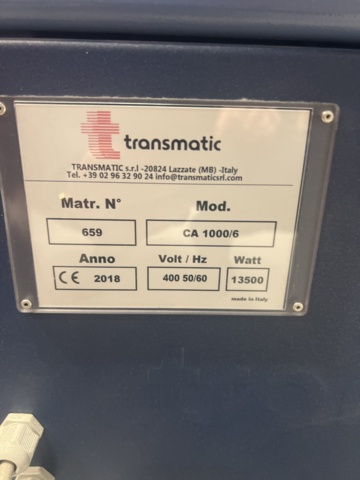 t transmatic
TRANSMATIC s.r.l -20824 Lazzate (MB) -Italy
Tel. +39 02 96 32 90 24 info@transmaticsrl.com
Matr. N° Mod.
659 CA 1000/6
Anno Volt / Hz Watt
CE 2018 400 50/60 13500
made in Italy